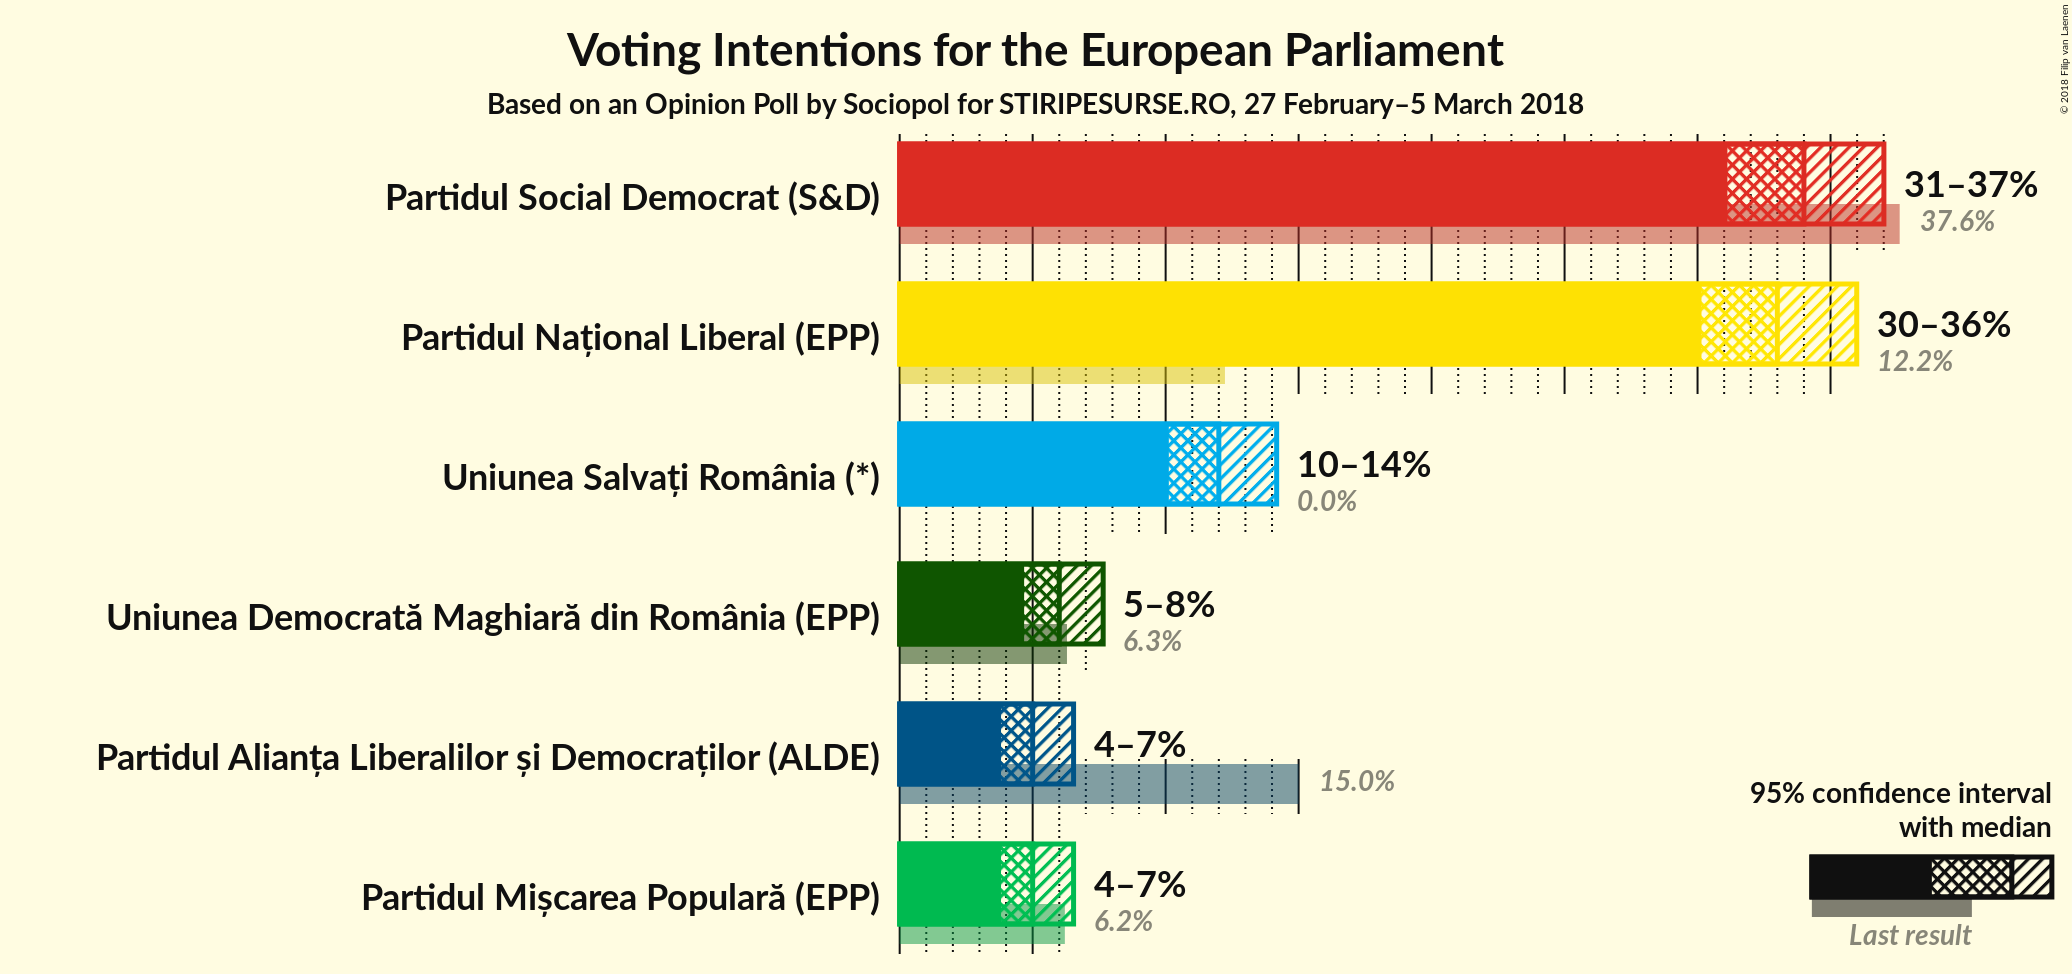 Voting Intentions for the European Parliament
Based on an Opinion Poll by Sociopol for STIRIPESURSE.RO, 27 February–5 March 2018
© 2018 Filip van Laenen
Partidul Social Democrat (S&D)
31–37%
37.6%
Partidul Național Liberal (EPP)
30–36%
12.2%
Uniunea Salvați România (*)
10–14%
0.0%
Uniunea Democrată Maghiară din România (EPP)
5–8%
6.3%
Partidul Alianța Liberalilor și Democraților (ALDE)
4–7%
15.0%
Partidul Mișcarea Populară (EPP)
4–7%
6.2%
95% confidence interval
with median
Last result